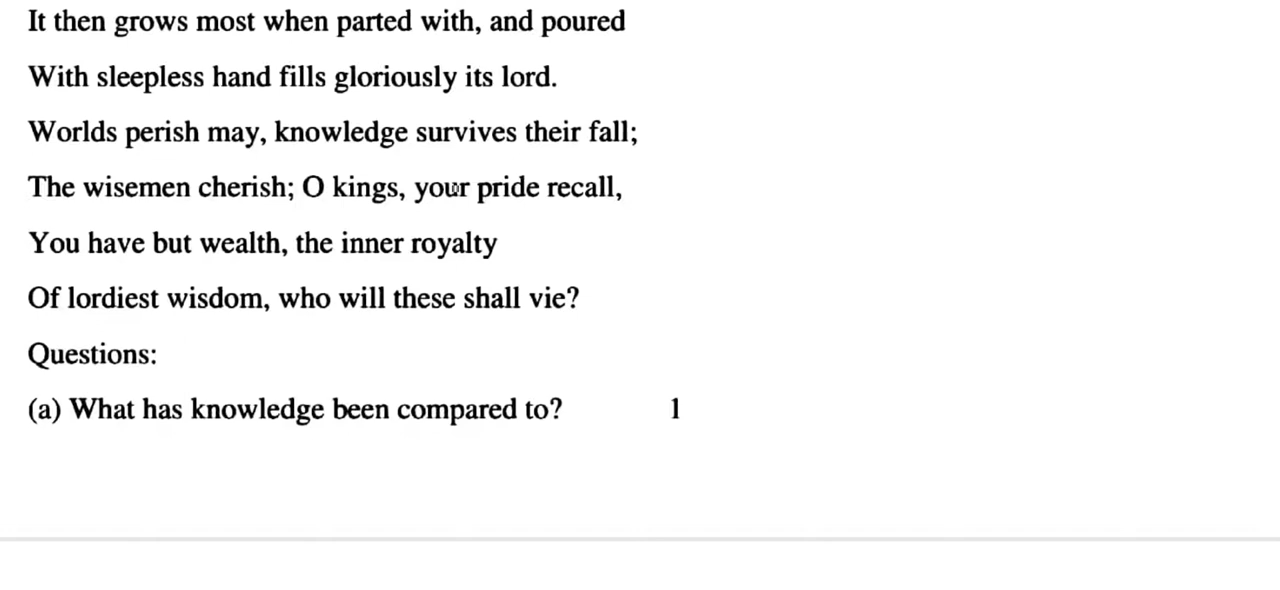 It then grows most when parted with, and poured
With sleepless hand fills gloriously its lord.
Worlds perish may, knowledge survives their fall;
The wisemen cherish; O kings, your pride recall,
You have but wealth, the inner royalty
Of lordiest wisdom, who will these shall vie?
Questions:
(a) What has knowledge been compared to? 1